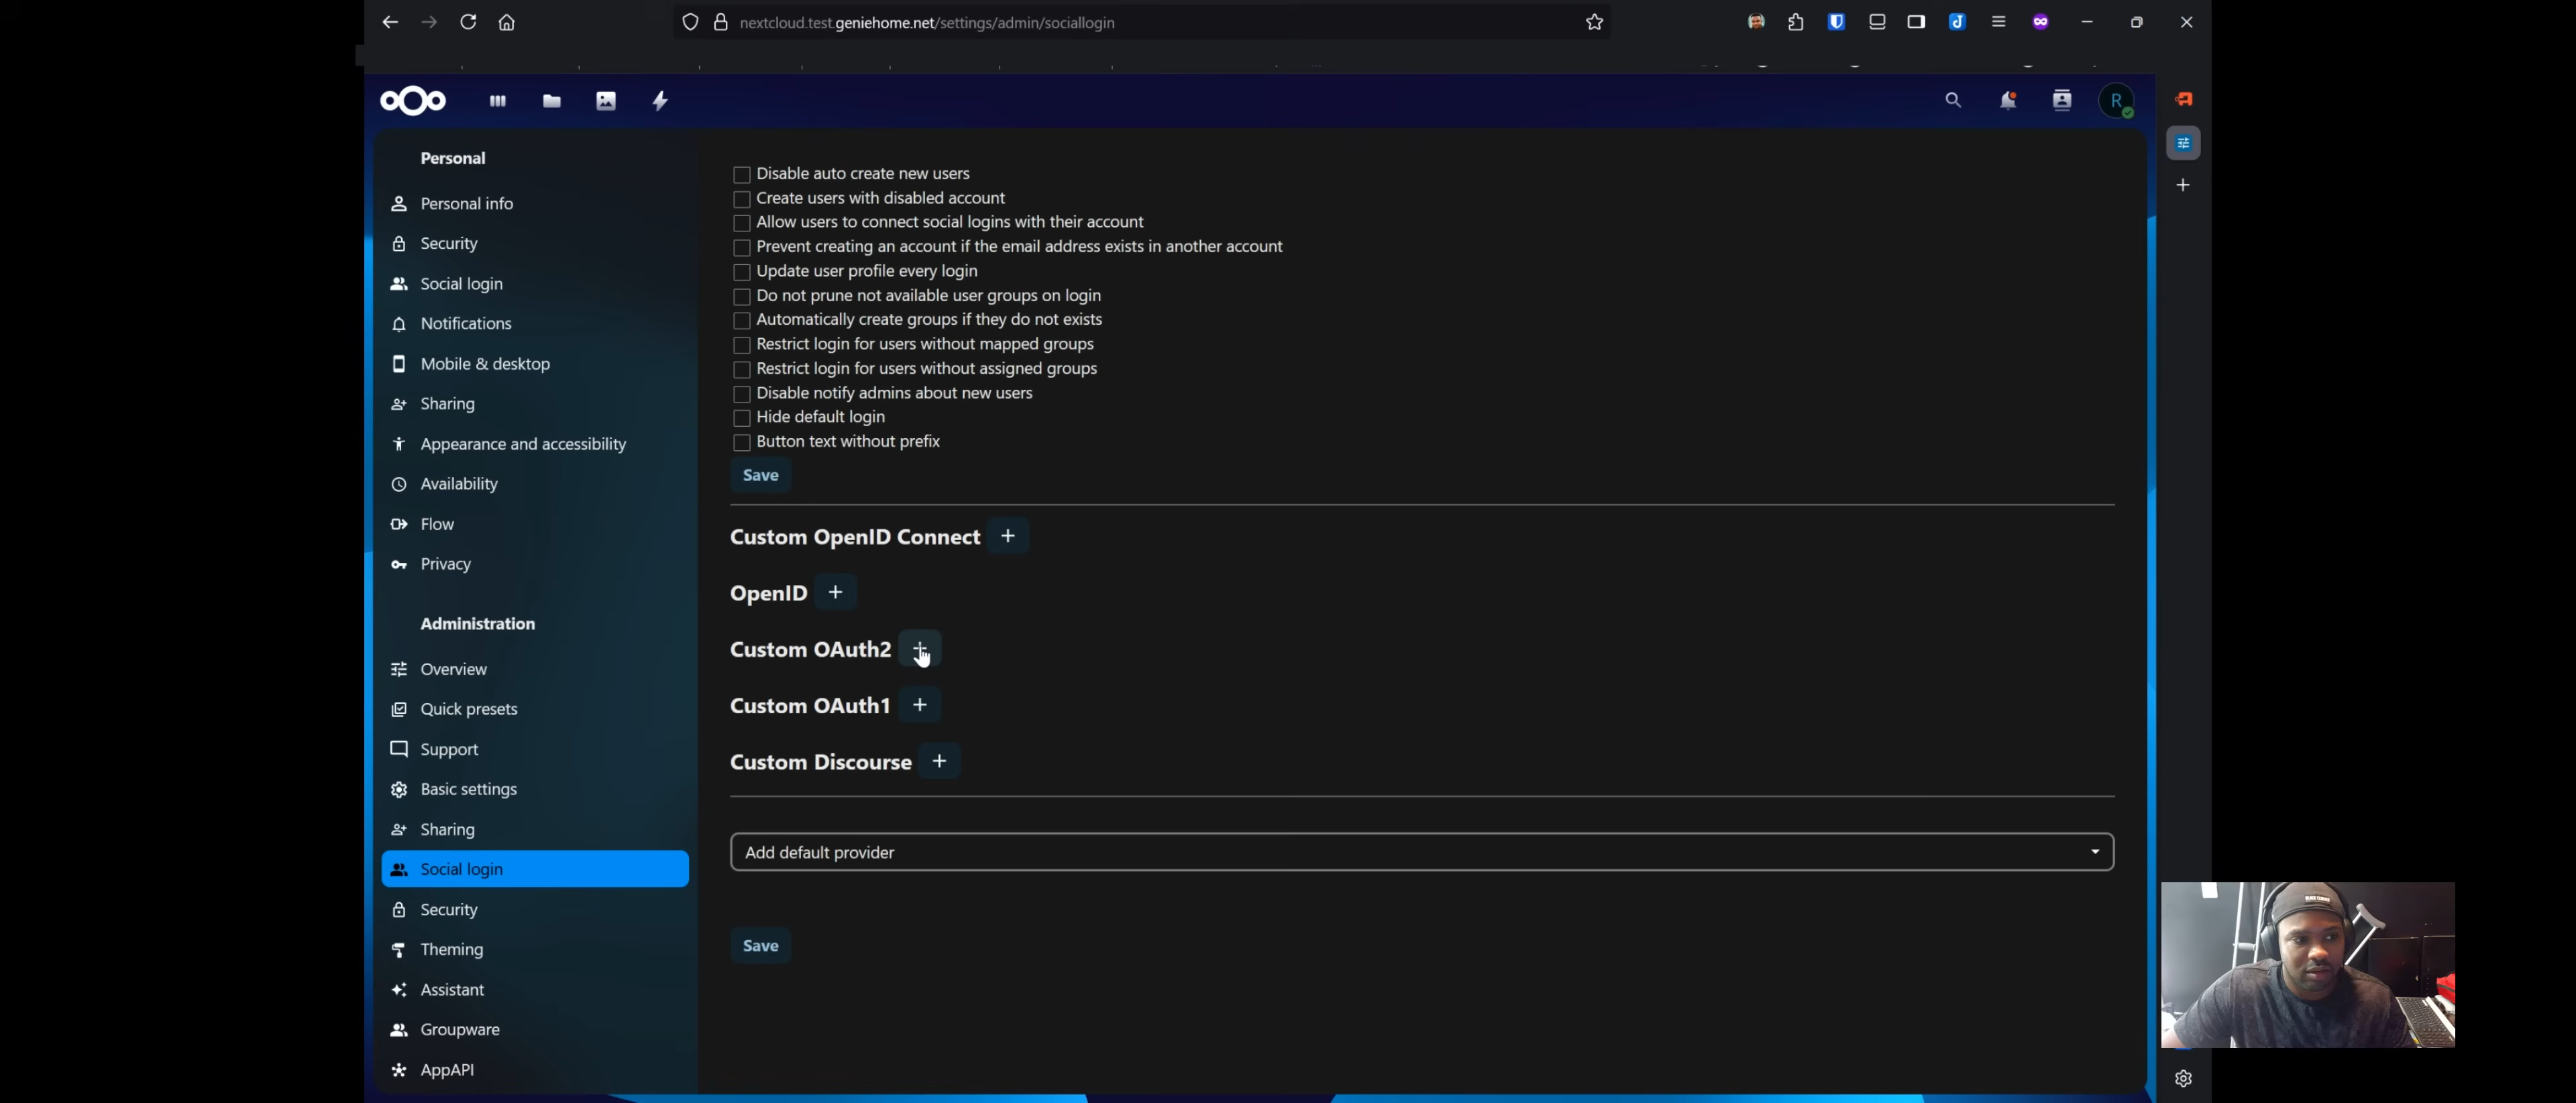 nextcloud.test.geniehome.net/settings/admin/sociallogin
R
Personal
Personal info
Security
Social login
Notifications
Mobile & desktop
Sharing
Appearance and accessibility
Availability
Flow
Privacy
Administration
Overview
Quick presets
Support
Basic settings
Sharing
Social login
Security
Theming
Assistant
Groupware
AppAPI
Disable auto create new users
Create users with disabled account
Allow users to connect social logins with their account
Prevent creating an account if the email address exists in another account
Update user profile every login
Do not prune not available user groups on login
Automatically create groups if they do not exists
Restrict login for users without mapped groups
Restrict login for users without assigned groups
Disable notify admins about new users
Hide default login
Button text without prefix
Save
Custom OpenID Connect +
OpenID +
Custom OAuth2 +
Custom OAuth1 +
Custom Discourse +
Add default provider
Save